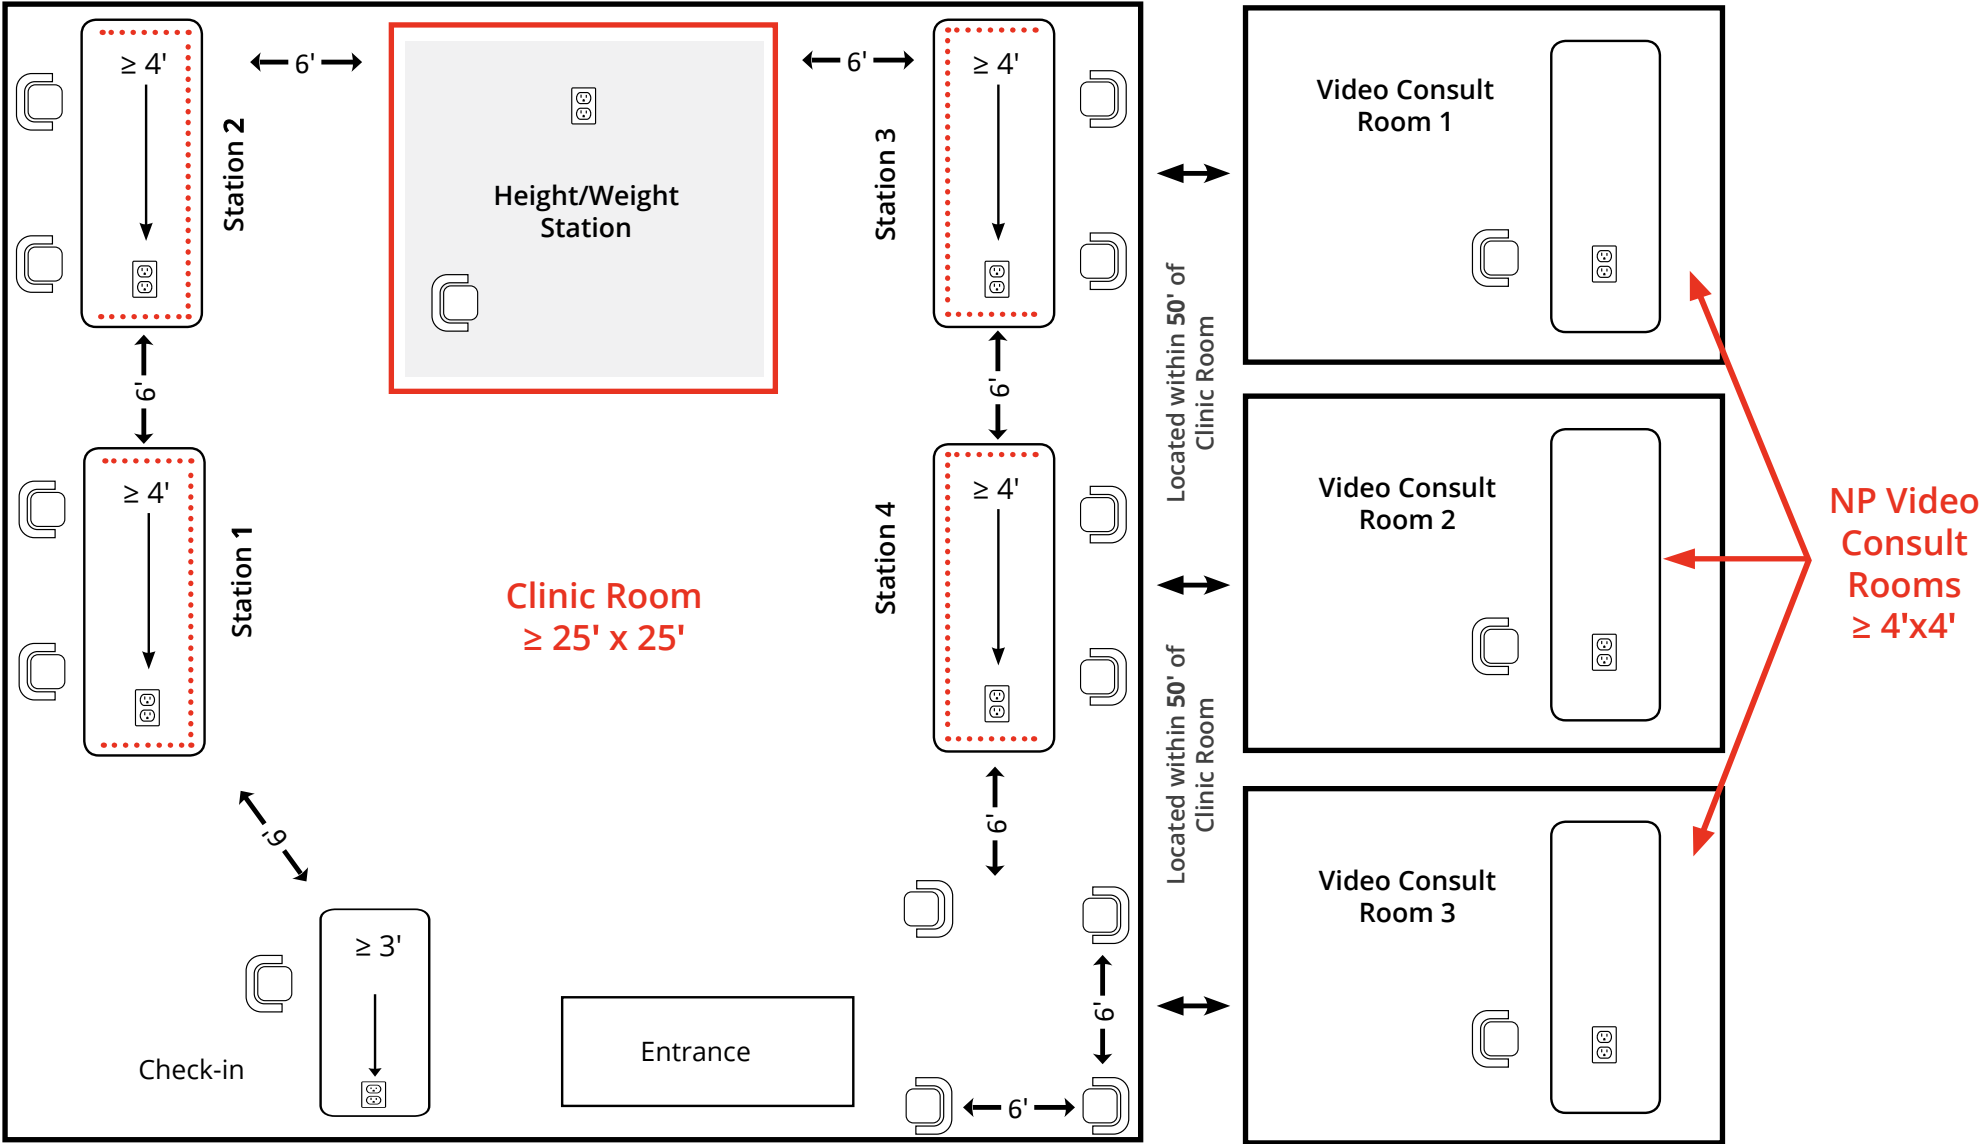 ≥ 4'
Station 2
6'
Height/Weight
Station
6'
≥ 4'
Station 3
6'
6'
≥ 4'
Station 1
Clinic Room
≥ 25' x 25'
≥ 4'
Station 4
6'
6'
≥ 3'
Check-in
Entrance
6'
6'
Located within 50' of
Clinic Room
Located within 50' of
Clinic Room
Video Consult
Room 1
Video Consult
Room 2
Video Consult
Room 3
NP Video
Consult
Rooms
≥ 4'x4'